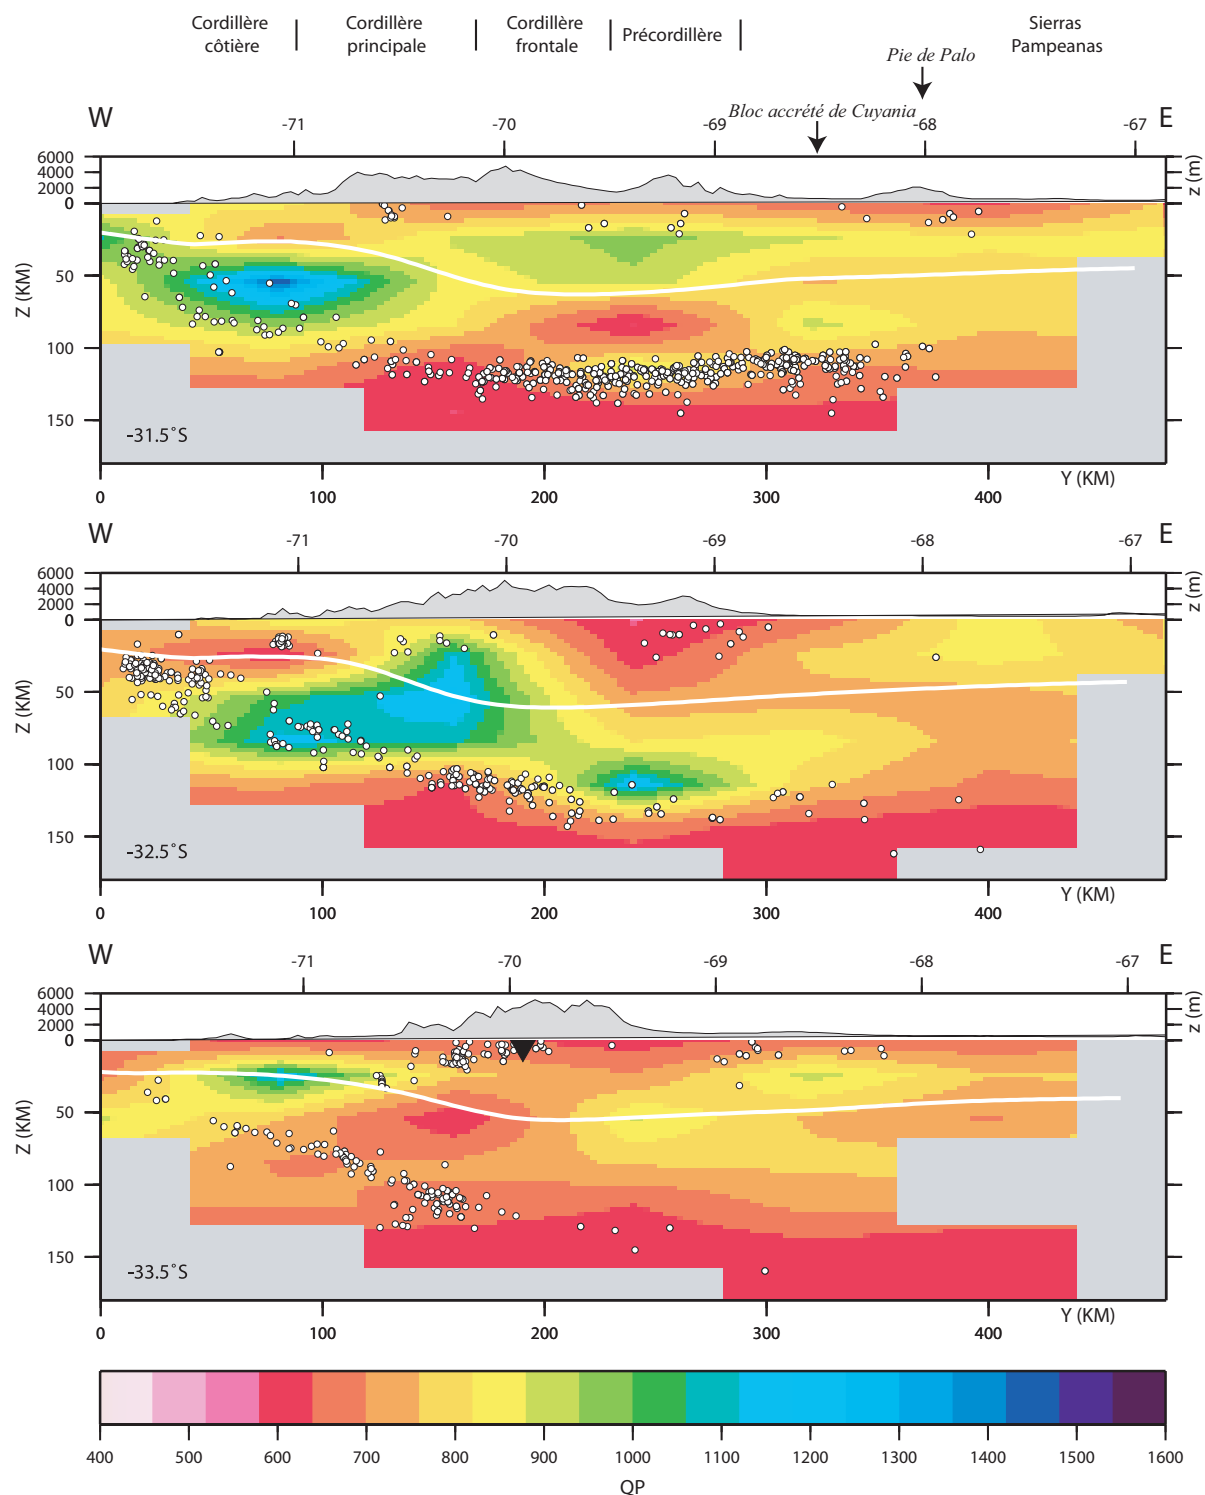 Cordillère côtière
Cordillère principale
Cordillère frontale
Précordillère
Sierras Pampeanas
Pie de Palo
Bloc accrété de Cuyania
W
-71
-70
-69
-68
-67
E
6000
4000
2000
0
z (m)
50
100
150
Z (KM)
-31.5˚S
0
100
200
300
400
Y (KM)
W
-71
-70
-69
-68
-67
E
6000
4000
2000
0
z (m)
50
100
150
Z (KM)
-32.5˚S
0
100
200
300
400
Y (KM)
W
-71
-70
-69
-68
-67
E
6000
4000
2000
0
z (m)
50
100
150
Z (KM)
-33.5˚S
0
100
200
300
400
Y (KM)
400 500 600 700 800 900 1000 1100 1200 1300 1400 1500 1600
QP